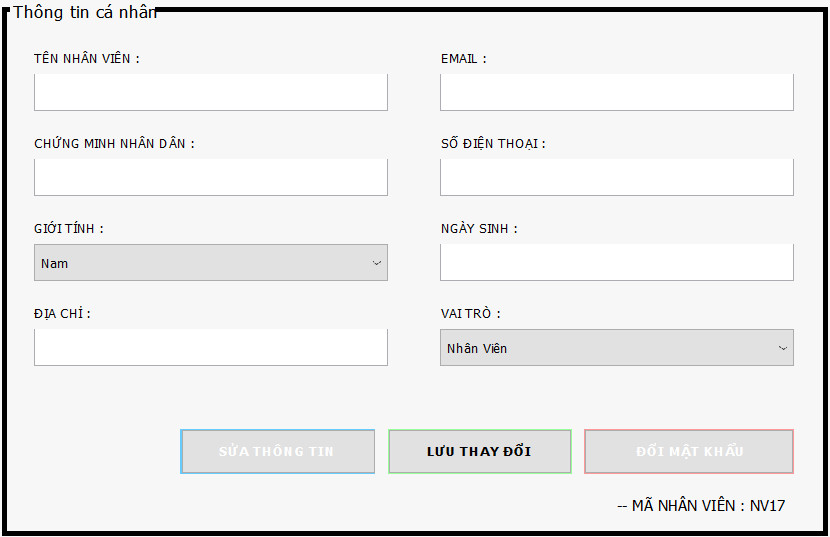 Thông tin cá nhân
TÊN NHÂN VIÊN :
EMAIL :
CHỨNG MINH NHÂN DÂN :
SỐ ĐIỆN THOẠI :
GIỚI TÍNH :
NGÀY SINH :
Nam
ĐỊA CHỈ :
VAI TRÒ :
Nhân Viên
SỬA THÔNG TIN
LƯU THAY ĐỔI
ĐỔI MẬT KHẨU
-- MÃ NHÂN VIÊN : NV17